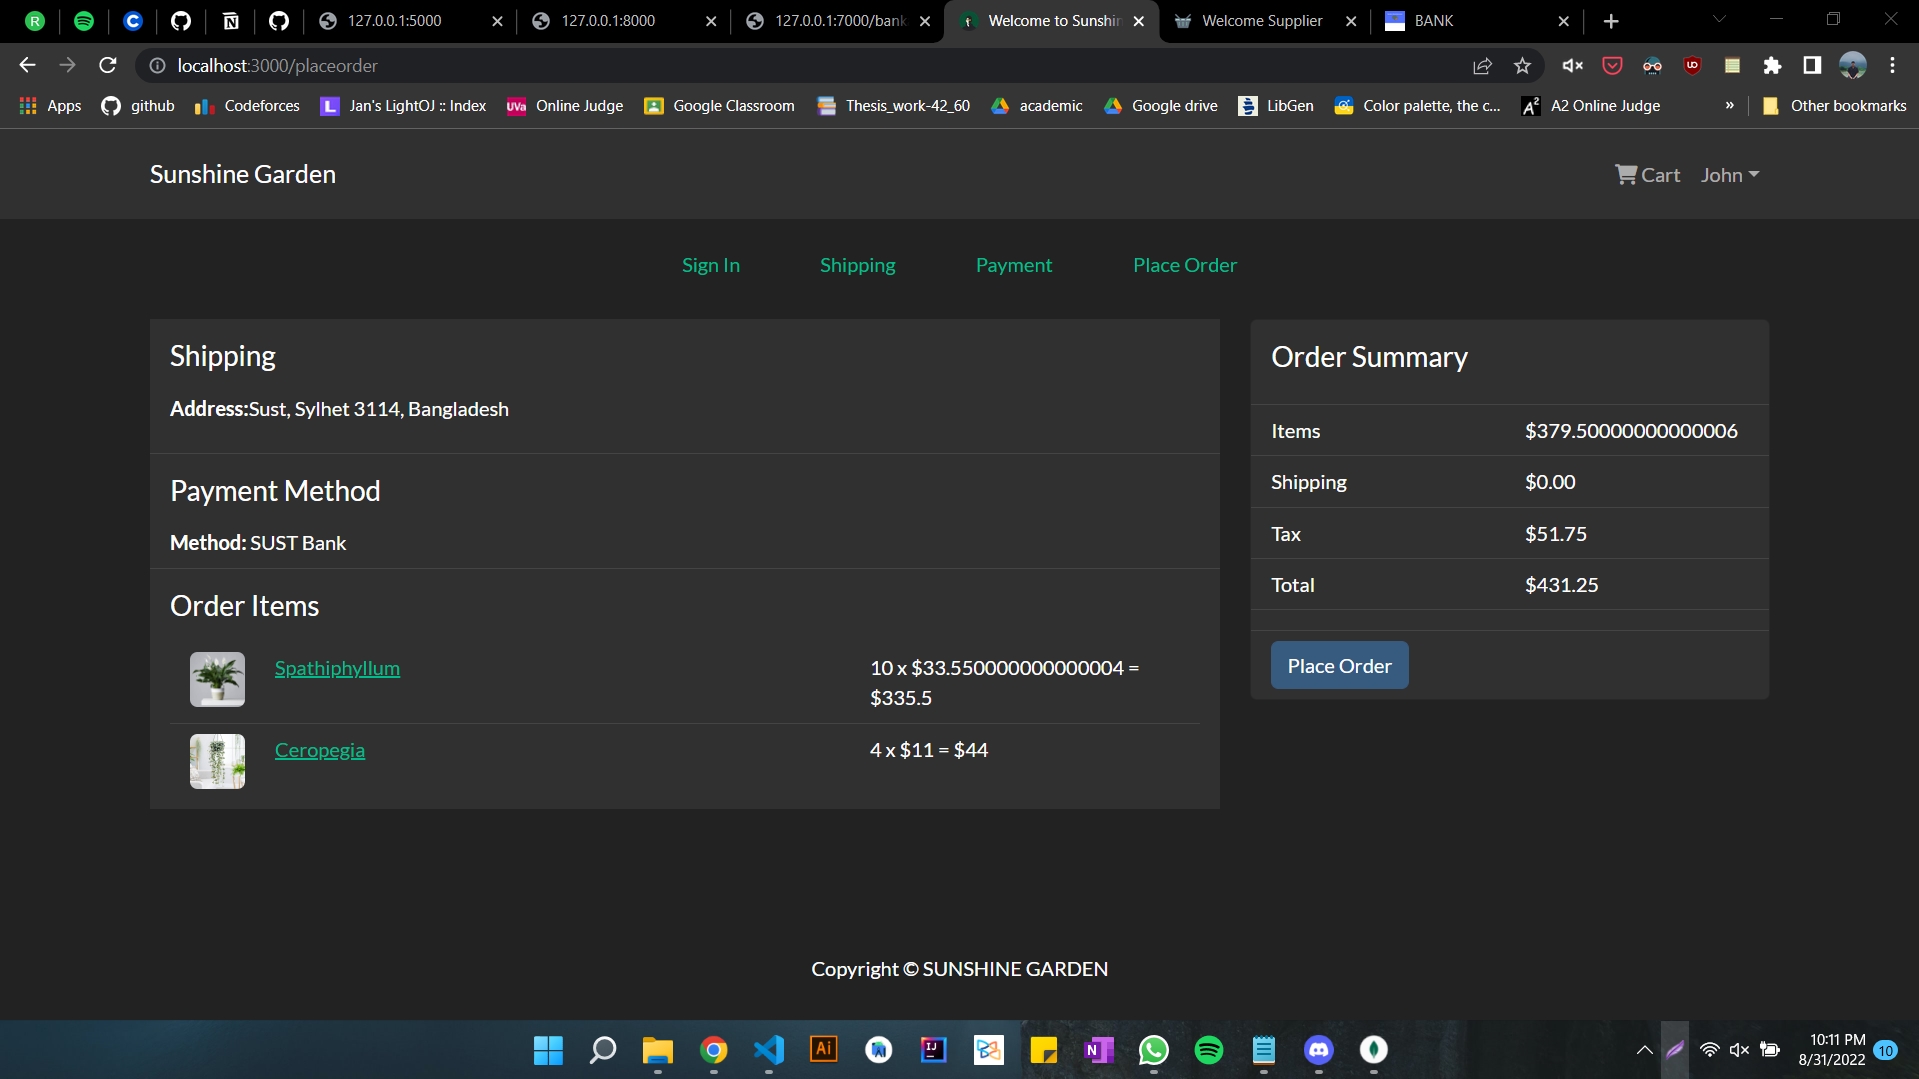 127.0.0.1:5000
127.0.0.1:8000
127.0.0.1:7000/bank
Welcome to Sunshin
Welcome Supplier
BANK
localhost:3000/placeorder
Apps
github
Codeforces
L
Jan's LightOJ :: Index
UVa
Online Judge
Google Classroom
Thesis_work-42_60
academic
Google drive
LibGen
Color palette, the c...
A2 Online Judge
»
Other bookmarks
Sunshine Garden
Cart
John
Sign In
Shipping
Payment
Place Order
Shipping
Address:Sust, Sylhet 3114, Bangladesh
Payment Method
Method: SUST Bank
Order Items
Spathiphyllum
10 x $33.550000000000004 =
$335.5
Ceropegia
4 x $11 = $44
Order Summary
Items $379.50000000000006
Shipping $0.00
Tax $51.75
Total $431.25
Place Order
Copyright © SUNSHINE GARDEN
Ai
IJ
N
10:11 PM
8/31/2022
10